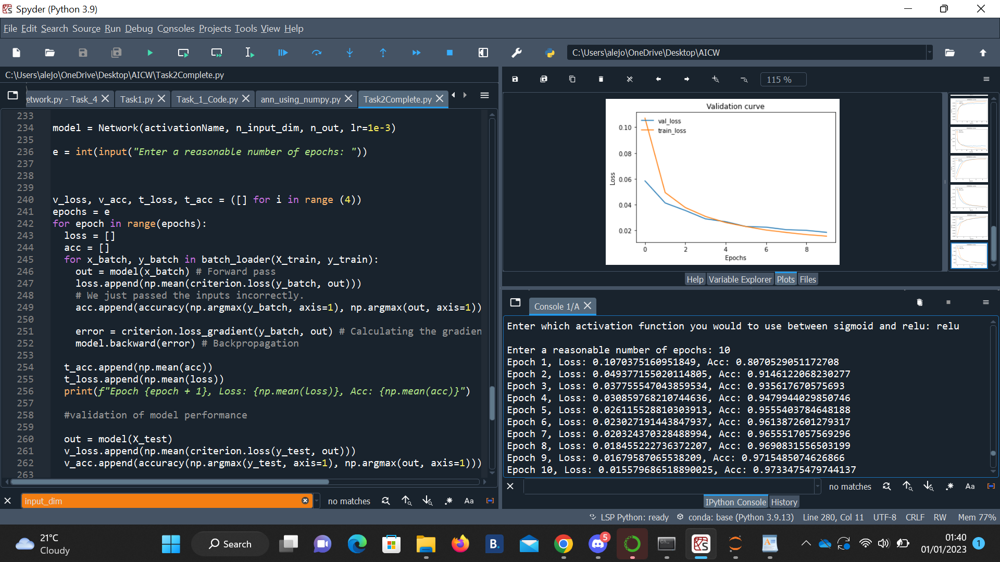 Spyder (Python 3.9)
File Edit Search Source Run Debug Consoles Projects Tools View Help
C:\Users\alejo\OneDrive\Desktop\AICW
C:\Users\alejo\OneDrive\Desktop\AICW\Task2Complete.py
etwork.py - Task_4 Task1.py Task_1_Code.py ann_using_numpy.py Task2Complete.py
233
234 model = Network(activationName, n_input_dim, n_out, lr=1e-3)
235
236 e = int(input("Enter a reasonable number of epochs: "))
237
238
239
240 v_loss, v_acc, t_loss, t_acc = ([] for i in range (4))
241 epochs = e
242 for epoch in range(epochs):
243 loss = []
244 acc = []
245 for x_batch, y_batch in batch_loader(X_train, y_train):
246 out = model(x_batch) # Forward pass
247 loss.append(np.mean(criterion.loss(y_batch, out)))
248 # We just passed the inputs incorrectly.
249 acc.append(accuracy(np.argmax(y_batch, axis=1), np.argmax(out, axis=1))
250
251 error = criterion.loss_gradient(y_batch, out) # Calculating the gradien
252 model.backward(error) # Backpropagation
253
254 t_acc.append(np.mean(acc))
255 t_loss.append(np.mean(loss))
256 print(f"Epoch {epoch + 1}, Loss: {np.mean(loss)}, Acc: {np.mean(acc)}")
257
258 #validation of model performance
259
260 out = model(X_test)
261 v_loss.append(np.mean(criterion.loss(y_test, out)))
262 v_acc.append(accuracy(np.argmax(y_test, axis=1), np.argmax(out, axis=1)))
263
input_dim
no matches
115 %
Validation curve
val_loss
train_loss
0.10
0.08
0.06
0.04
0.02
Loss
0 2 4 6 8
Epochs
Help Variable Explorer Plots Files
Console 1/A
Enter which activation function you would to use between sigmoid and relu: relu
Enter a reasonable number of epochs: 10
Epoch 1, Loss: 0.1070375160951849, Acc: 0.8070529051172708
Epoch 2, Loss: 0.049377155020114805, Acc: 0.9146122068230277
Epoch 3, Loss: 0.037755547043859534, Acc: 0.935617670575693
Epoch 4, Loss: 0.030859768210744636, Acc: 0.9479944029850746
Epoch 5, Loss: 0.026115528810303913, Acc: 0.9555403784648188
Epoch 6, Loss: 0.023027191443847937, Acc: 0.9613872601279317
Epoch 7, Loss: 0.020324370328488994, Acc: 0.9655517057569296
Epoch 8, Loss: 0.018455222736372207, Acc: 0.9690831556503199
Epoch 9, Loss: 0.01679587065538209, Acc: 0.9715485074626866
Epoch 10, Loss: 0.015579686518890025, Acc: 0.9733475479744137
no matches
Aa
Aa
IPython Console History
LSP Python: ready conda: base (Python 3.9.13) Line 280, Col 11 UTF-8 CRLF RW Mem 77%
21°C
Cloudy
Search
B.
5
01:40
01/01/2023
1